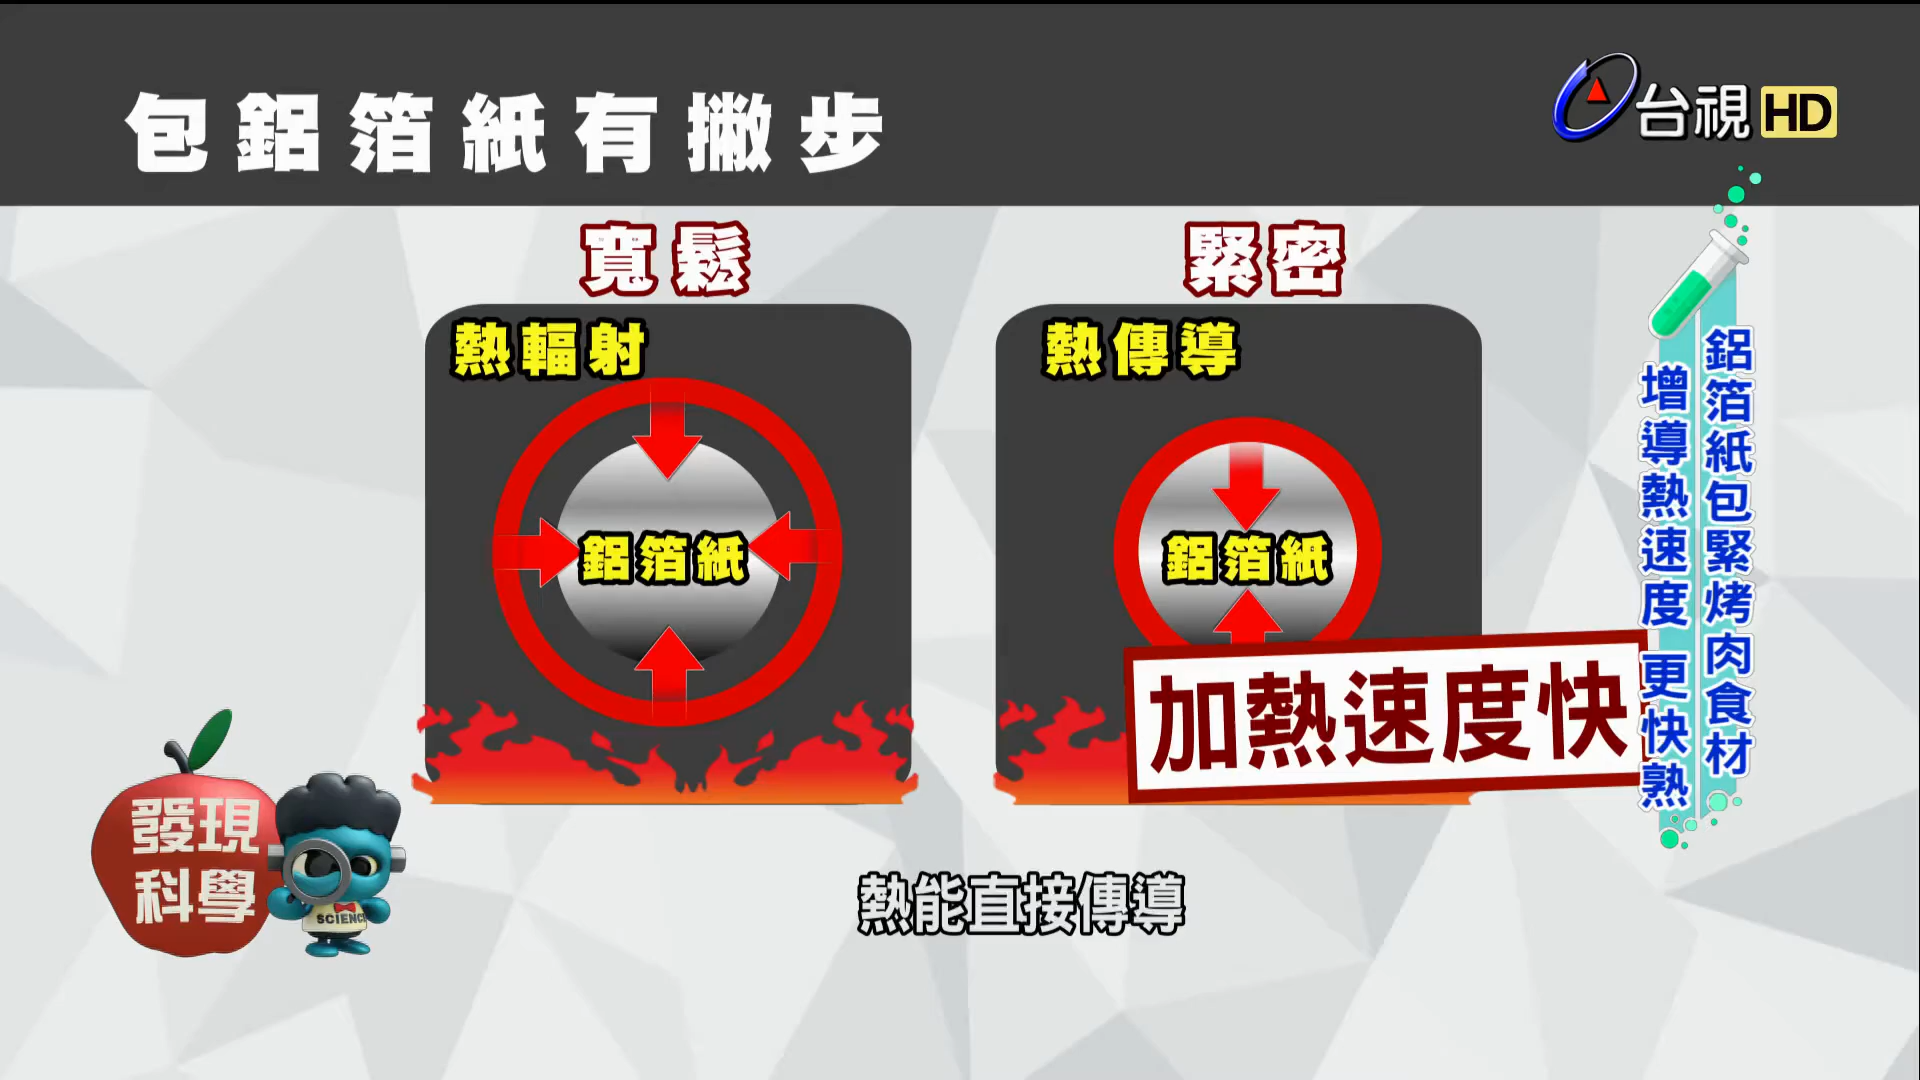 包鋁箔紙有撇步
台視HD
寬鬆
緊密
熱輻射
熱傳導
鋁箔紙
鋁箔紙
加熱速度快
鋁箔紙包緊烤肉食材
增導熱速度 更快熟
發現
科學
SCIENC
熱能直接傳導